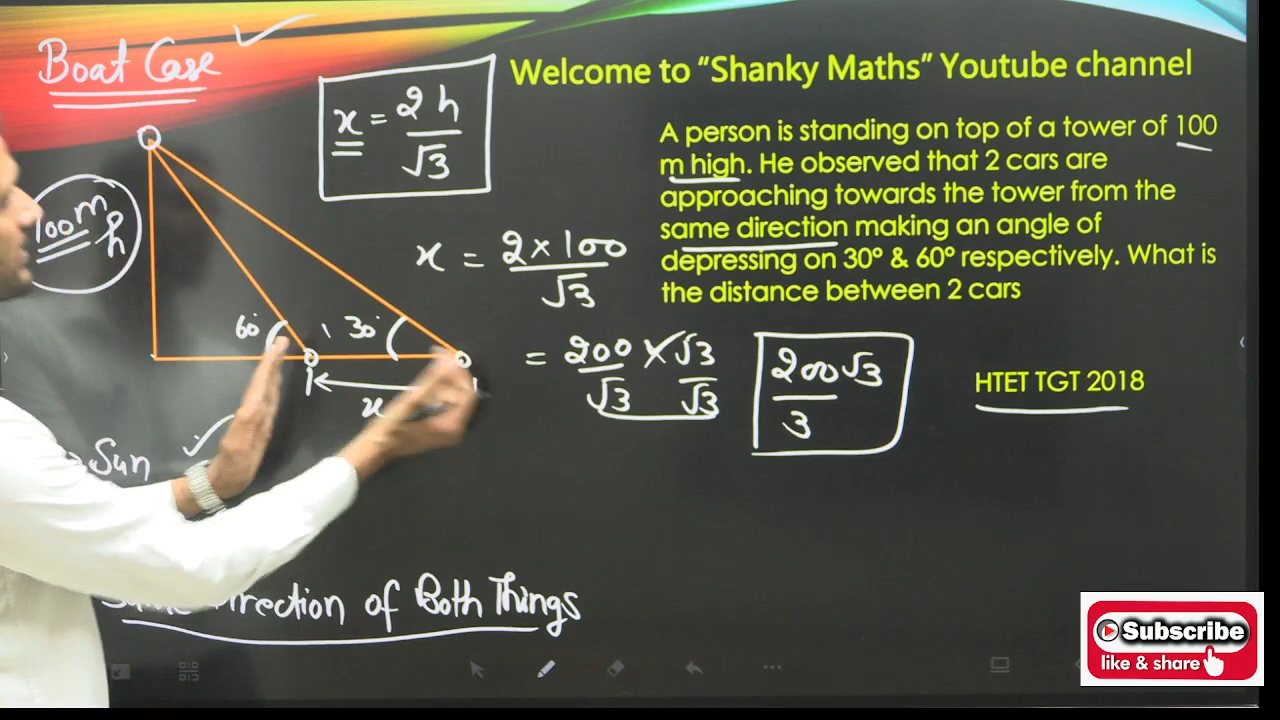 Boat Case
x = 2h/√3
Welcome to “Shanky Maths” Youtube channel
A person is standing on top of a tower of 100
m high. He observed that 2 cars are
approaching towards the tower from the
same direction making an angle of
depressing on 30° & 60° respectively. What is
the distance between 2 cars
100m
h
x = 2×100/√3
60°
30°
x
= 200/√3 × √3/√3
200√3/3
HTET TGT 2018
Sun
Direction of Both Things
Subscribe
like & share